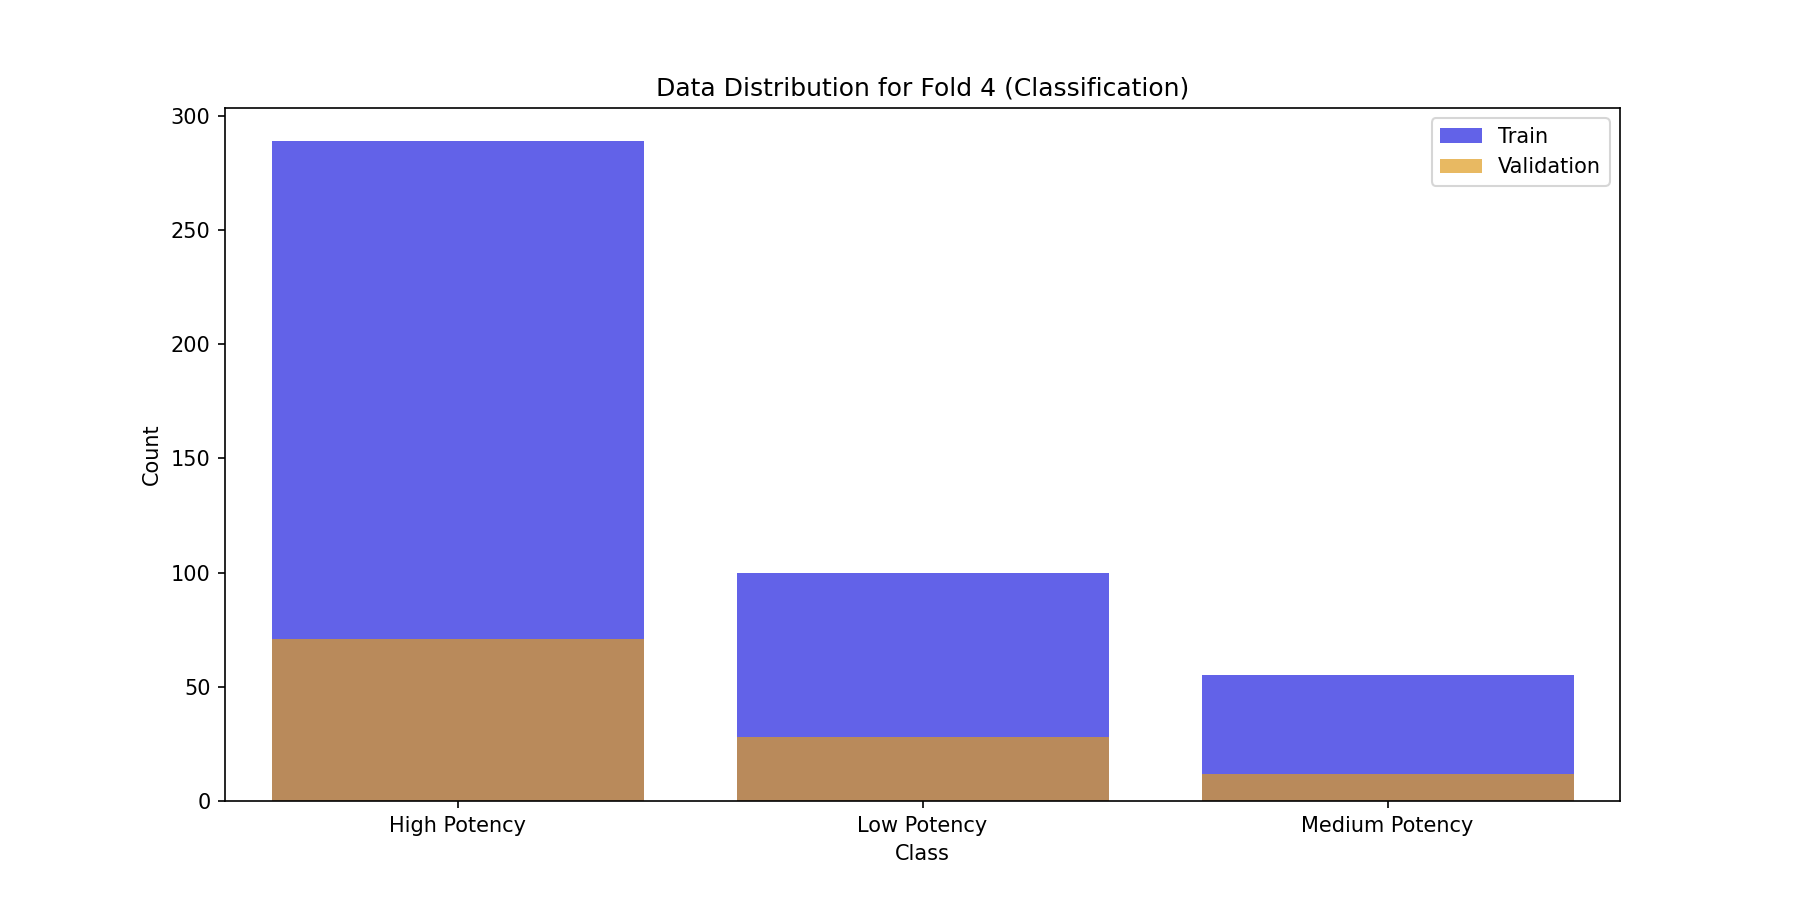 Data Distribution for Fold 4 (Classification)
Train
Validation
300
250
200
150
100
50
0
Count
High Potency
Low Potency
Medium Potency
Class